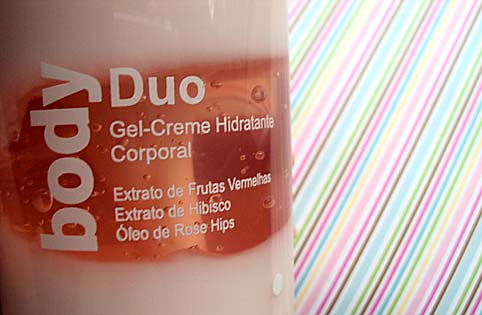 body
Duo
Gel-Creme Hidratante
Corporal
Extrato de Frutas Vermelhas
Extrato de Hibisco
Óleo de Rose Hips